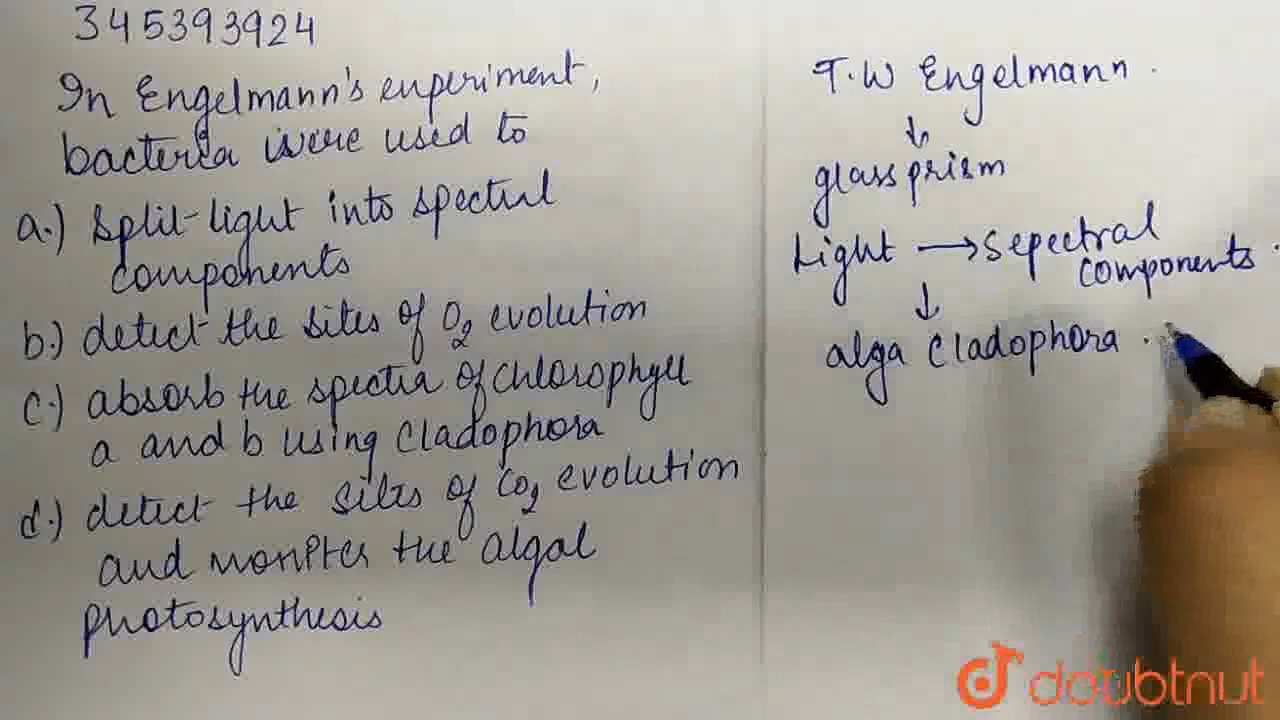 345393924
In Engelmann's experiment,
bacteria were used to
a.) split light into spectral
components
b.) detect the sites of O2 evolution
c.) absorb the spectra of chlorophyll
a and b using Cladophora
d.) detect the sites of CO2 evolution
and moniter the algal
photosynthesis
T.W Engelmann.
↓
glass prism
Light → Sepectral
components.
↓
alga Cladophora.
doubtnut